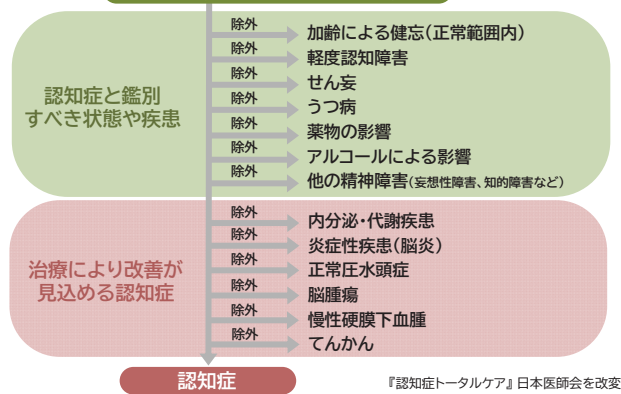 除外
加齢による健忘(正常範囲内)
除外
軽度認知障害
除外
せん妄
除外
うつ病
除外
薬物の影響
除外
アルコールによる影響
除外
他の精神障害(妄想性障害、知的障害など)
認知症と鑑別
すべき状態や疾患
除外
内分泌・代謝疾患
除外
炎症性疾患(脳炎)
除外
正常圧水頭症
除外
脳腫瘍
除外
慢性硬膜下血腫
除外
てんかん
治療により改善が
見込める認知症
認知症
『認知症トータルケア』日本医師会を改変